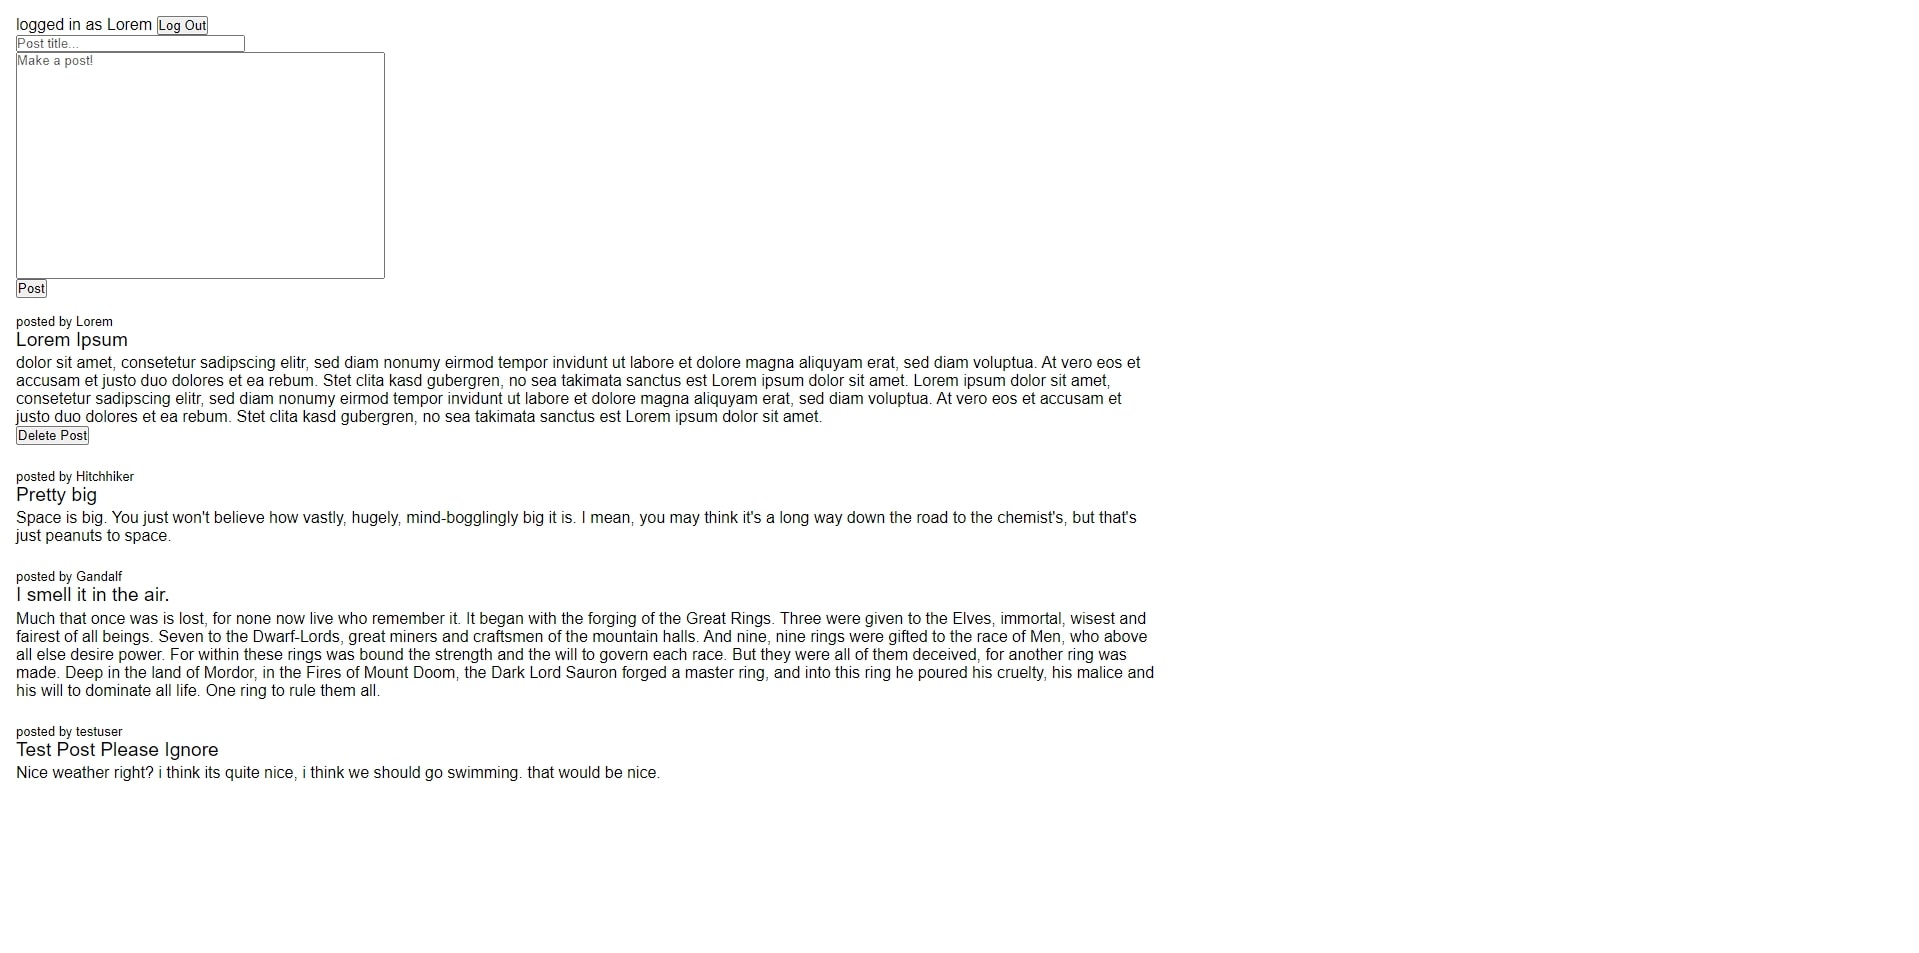 logged in as Lorem Log Out
Post title...
Make a post!
Post
posted by Lorem
Lorem Ipsum
dolor sit amet, consetetur sadipscing elitr, sed diam nonumy eirmod tempor invidunt ut labore et dolore magna aliquyam erat, sed diam voluptua. At vero eos et
accusam et justo duo dolores et ea rebum. Stet clita kasd gubergren, no sea takimata sanctus est Lorem ipsum dolor sit amet. Lorem ipsum dolor sit amet,
consetetur sadipscing elitr, sed diam nonumy eirmod tempor invidunt ut labore et dolore magna aliquyam erat, sed diam voluptua. At vero eos et accusam et
justo duo dolores et ea rebum. Stet clita kasd gubergren, no sea takimata sanctus est Lorem ipsum dolor sit amet.
Delete Post
posted by Hitchhiker
Pretty big
Space is big. You just won't believe how vastly, hugely, mind-bogglingly big it is. I mean, you may think it's a long way down the road to the chemist's, but that's
just peanuts to space.
posted by Gandalf
I smell it in the air.
Much that once was is lost, for none now live who remember it. It began with the forging of the Great Rings. Three were given to the Elves, immortal, wisest and
fairest of all beings. Seven to the Dwarf-Lords, great miners and craftsmen of the mountain halls. And nine, nine rings were gifted to the race of Men, who above
all else desire power. For within these rings was bound the strength and the will to govern each race. But they were all of them deceived, for another ring was
made. Deep in the land of Mordor, in the Fires of Mount Doom, the Dark Lord Sauron forged a master ring, and into this ring he poured his cruelty, his malice and
his will to dominate all life. One ring to rule them all.
posted by testuser
Test Post Please Ignore
Nice weather right? i think its quite nice, i think we should go swimming. that would be nice.